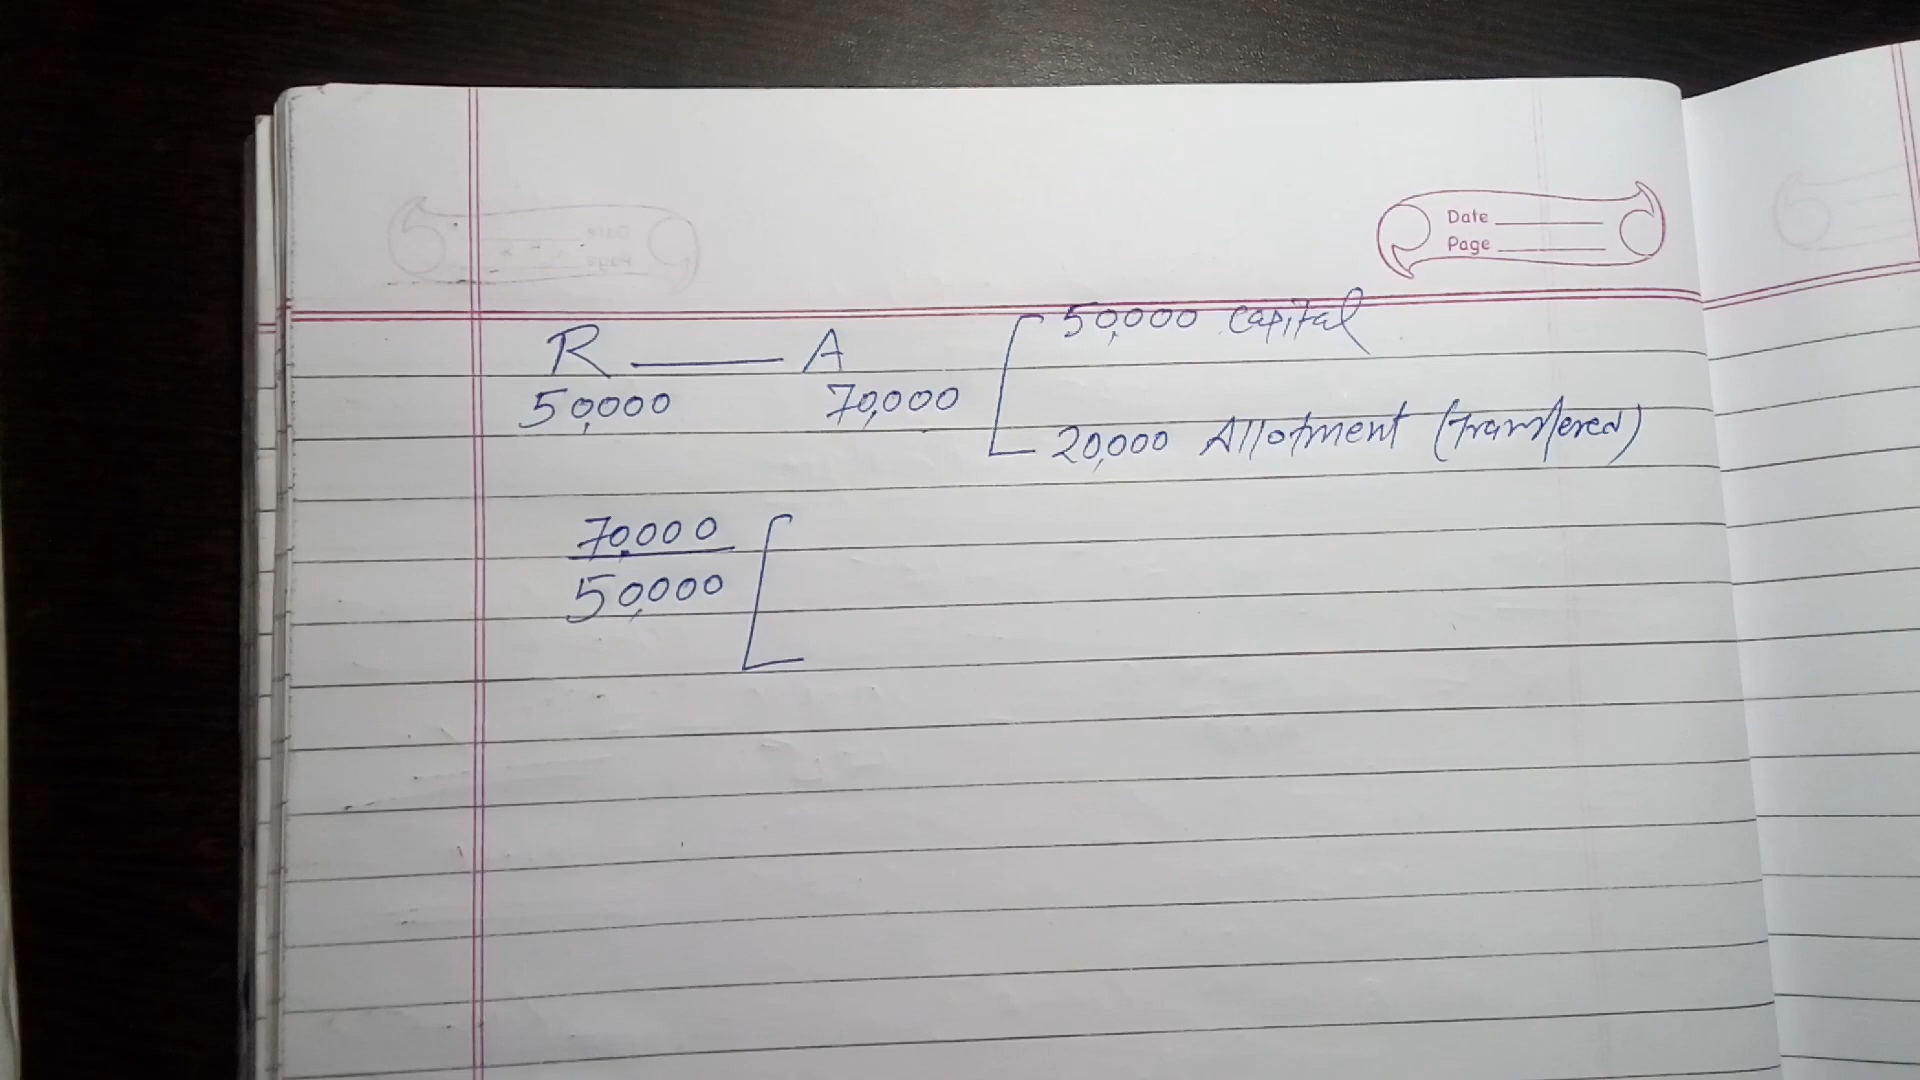 Date
Page
R — A
50,000 70,000
50,000 capital
20,000 Allotment (transfered)
70,000
50,000